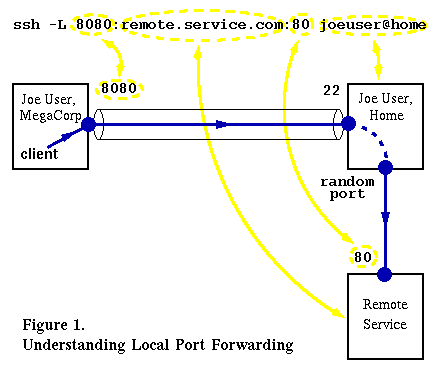 ssh -L 8080:remote.service.com:80 joeuser@home
8080
22
Joe User,
MegaCorp
client
Joe User,
Home
random
port
80
Remote
Service
Figure 1.
Understanding Local Port Forwarding